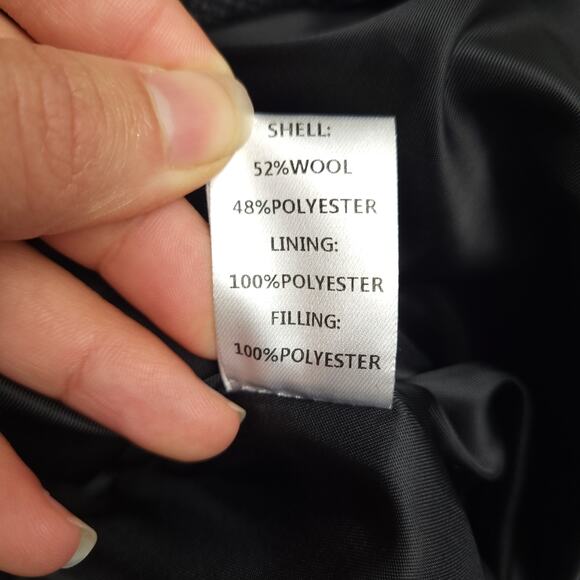 SHELL:
52%WOOL
48%POLYESTER
LINING:
100%POLYESTER
FILLING:
100%POLYESTER